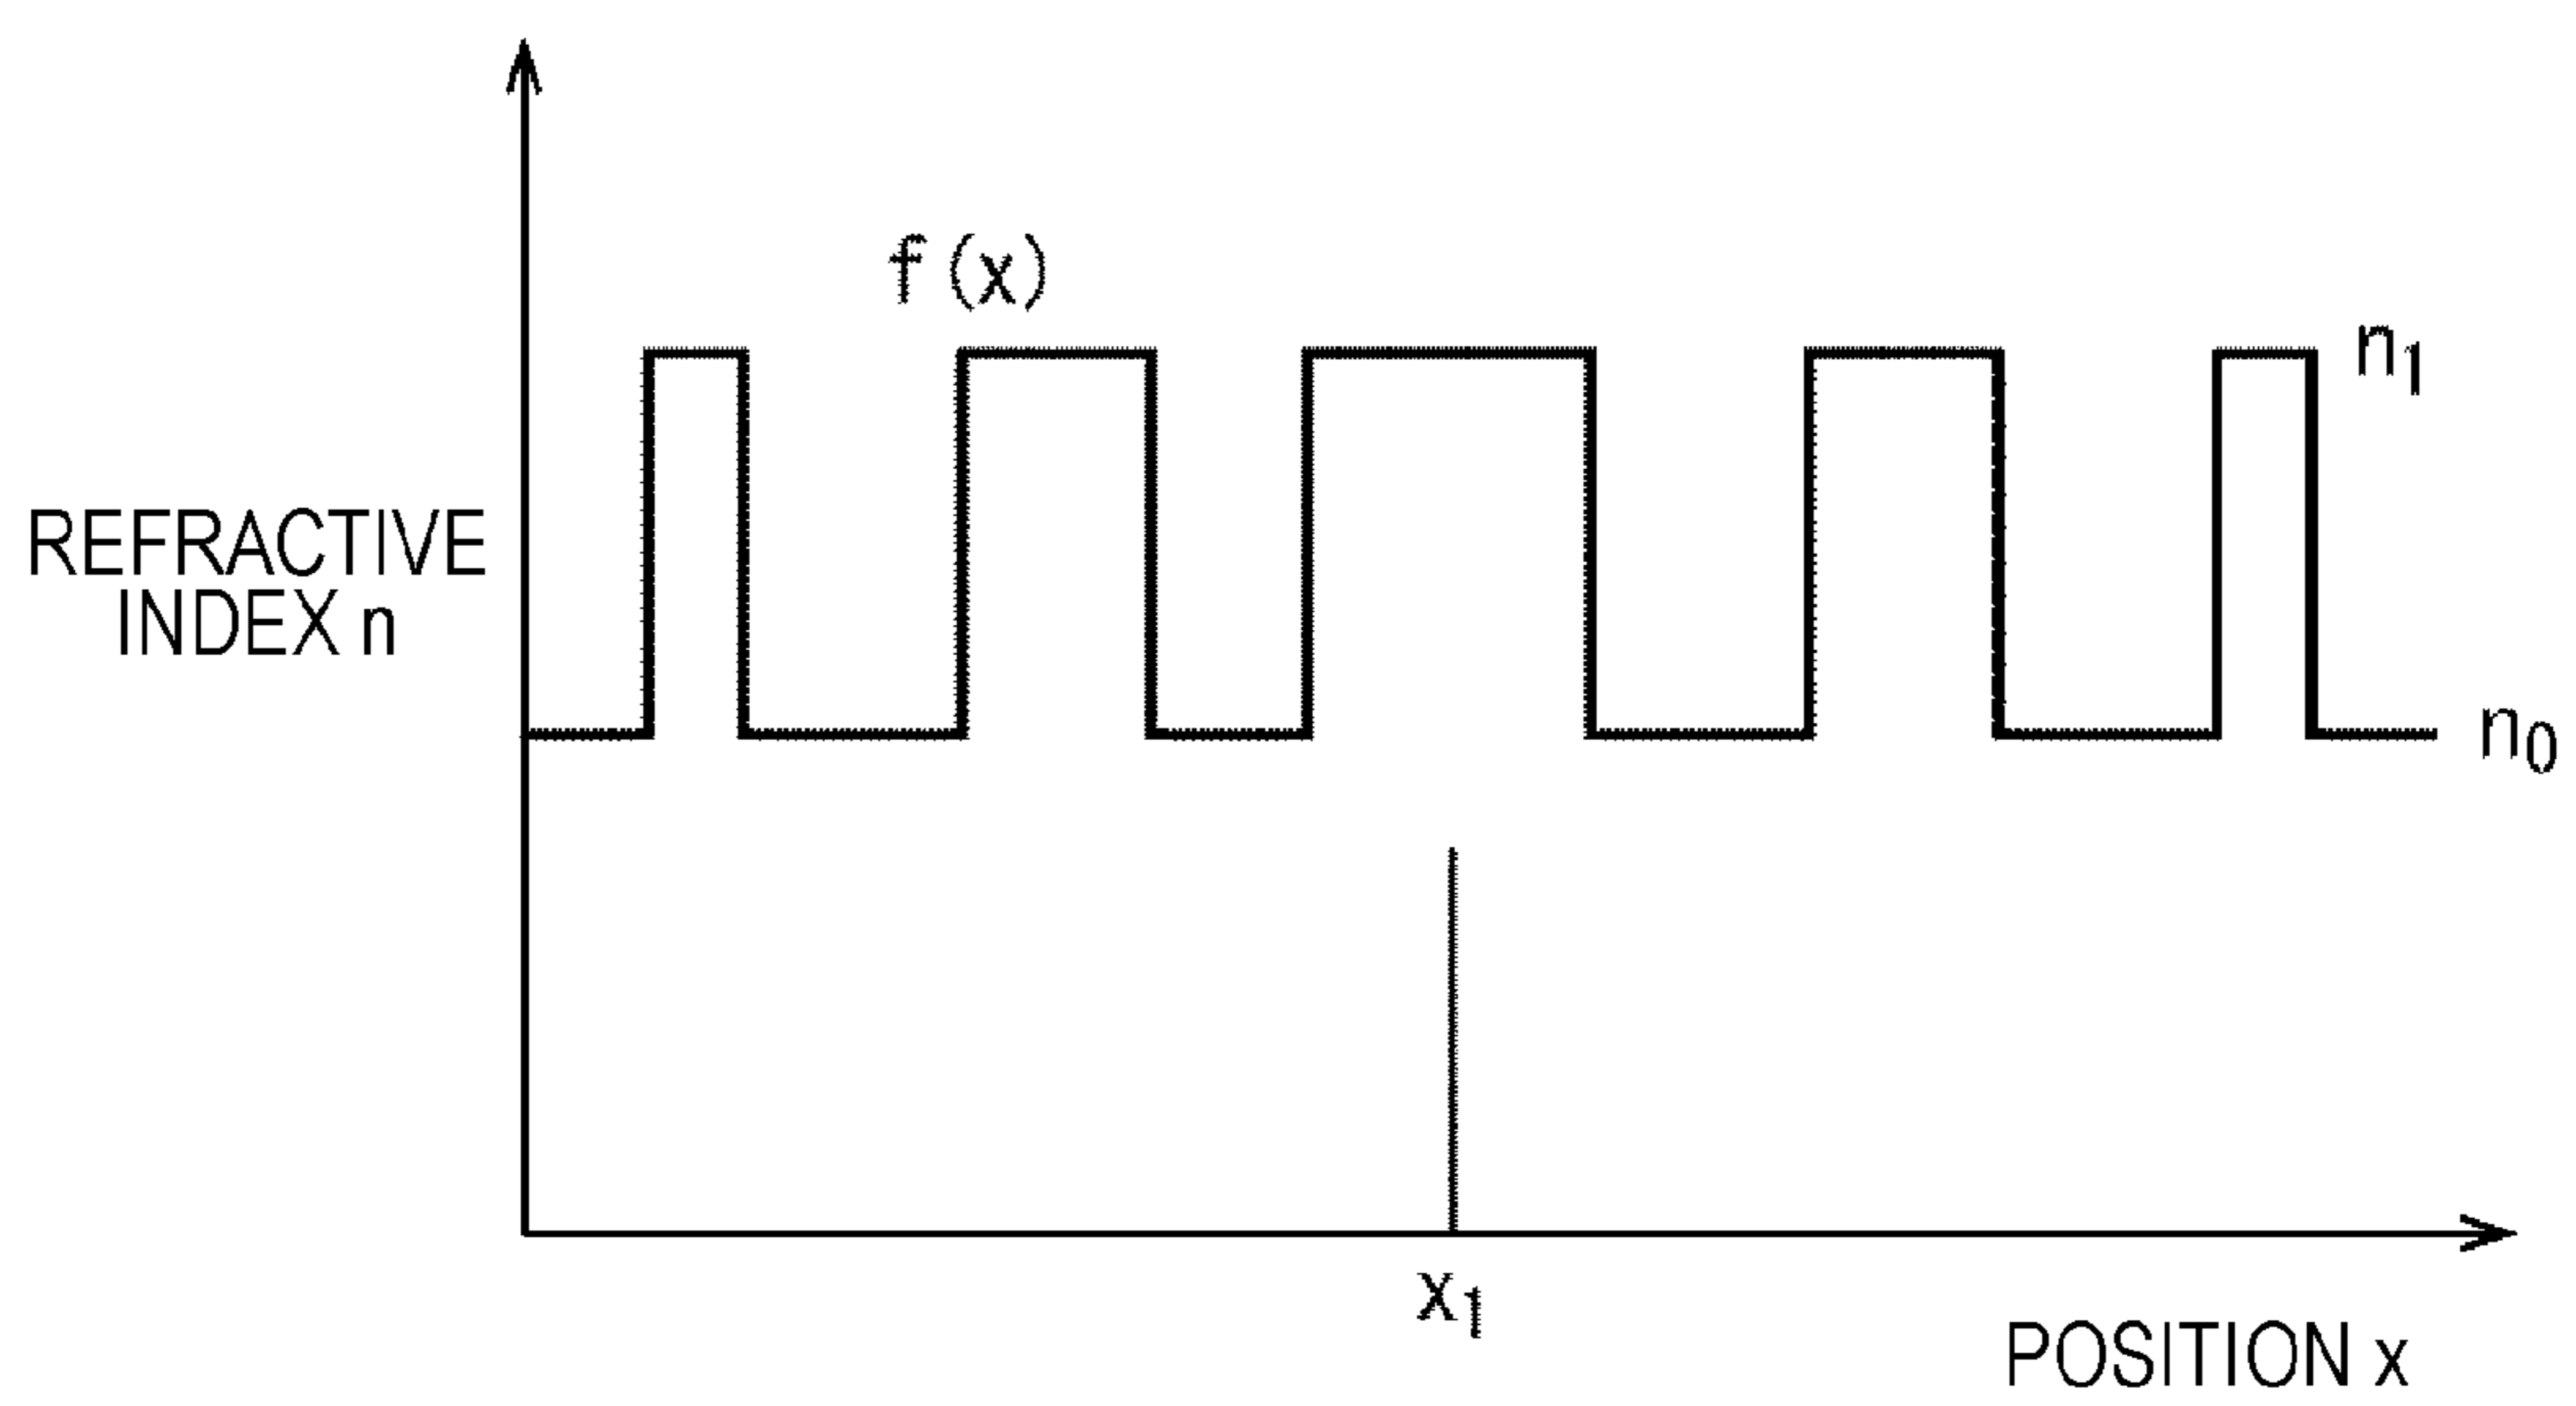 f (x)
n1
REFRACTIVE
INDEX n
n0
x1
POSITION x